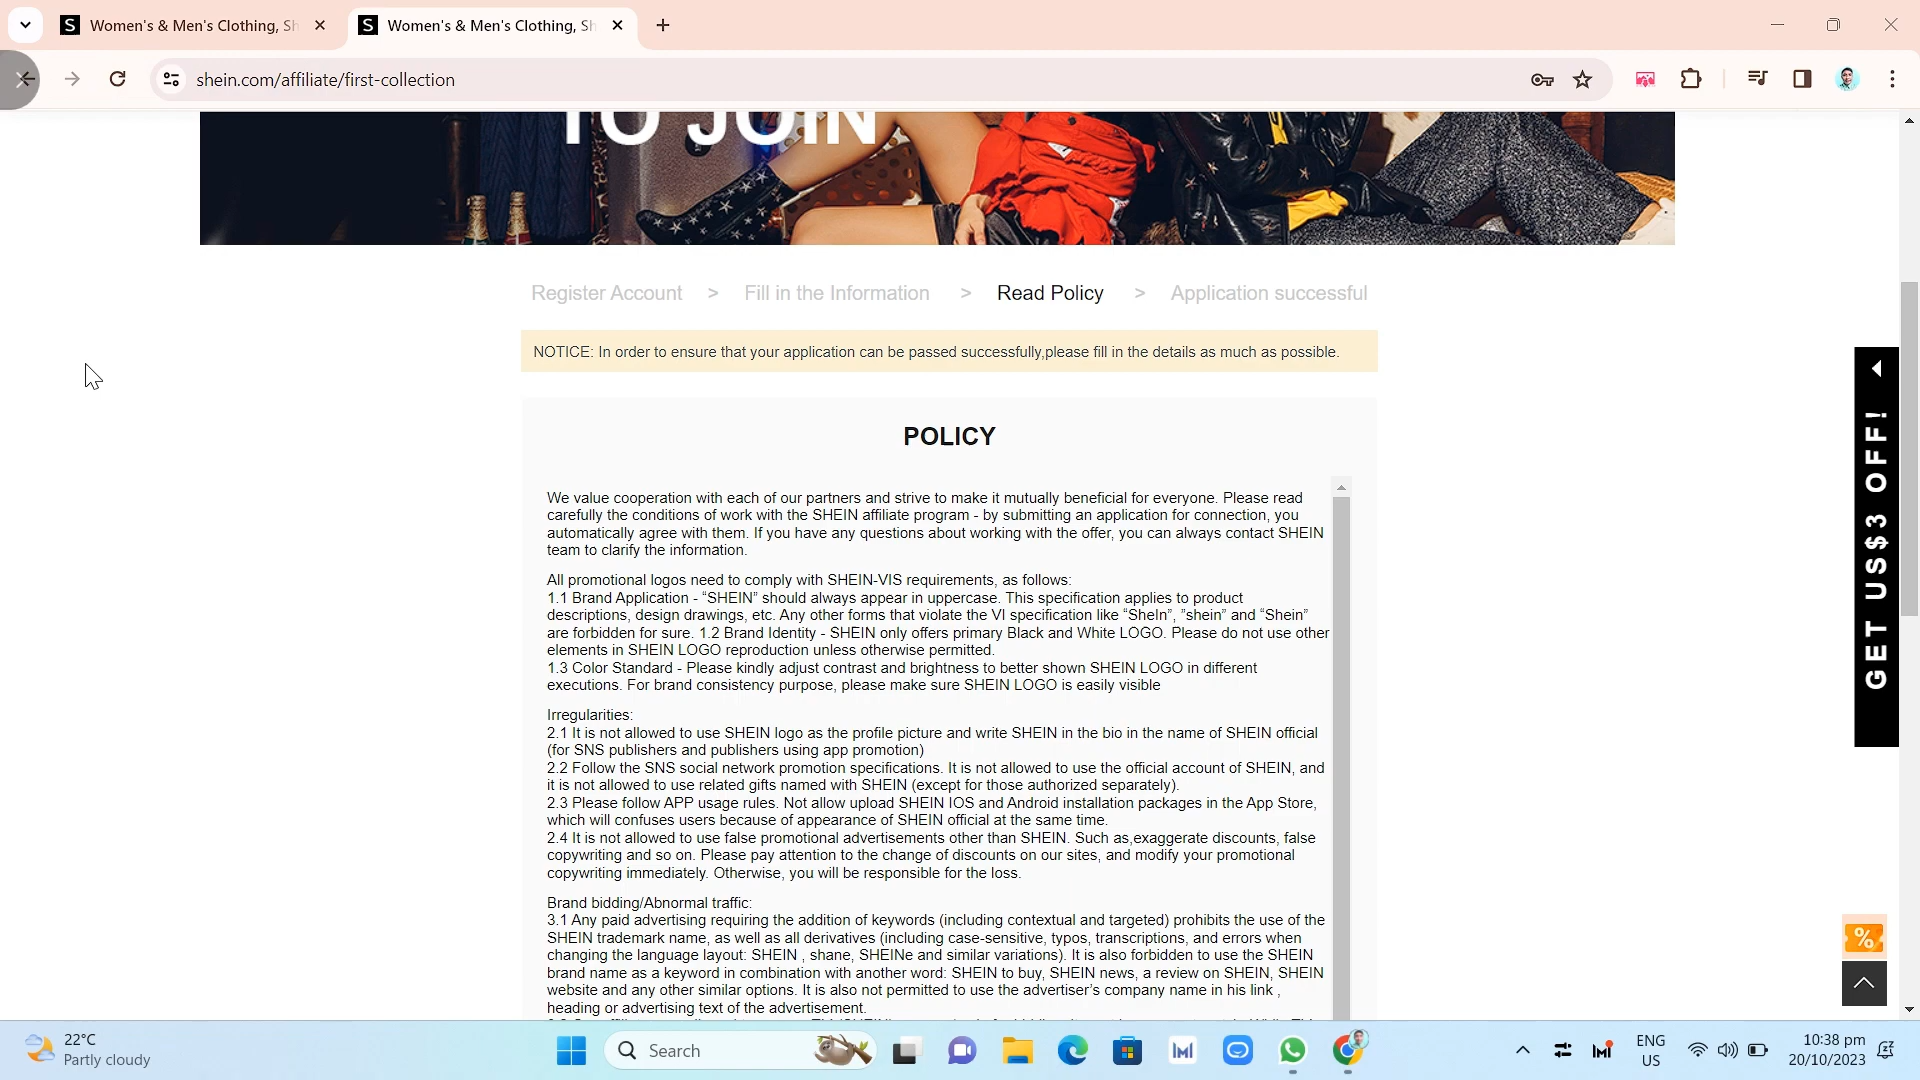 Women's & Men's Clothing, Sh
Women's & Men's Clothing, Sh
shein.com/affiliate/first-collection
TO JOIN
Register Account > Fill in the Information > Read Policy > Application successful
NOTICE: In order to ensure that your application can be passed successfully,please fill in the details as much as possible.
POLICY
We value cooperation with each of our partners and strive to make it mutually beneficial for everyone. Please read
carefully the conditions of work with the SHEIN affiliate program - by submitting an application for connection, you
automatically agree with them. If you have any questions about working with the offer, you can always contact SHEIN
team to clarify the information.
All promotional logos need to comply with SHEIN-VIS requirements, as follows:
1.1 Brand Application - “SHEIN” should always appear in uppercase. This specification applies to product
descriptions, design drawings, etc. Any other forms that violate the VI specification like “SheIn”, ”shein” and “Shein”
are forbidden for sure. 1.2 Brand Identity - SHEIN only offers primary Black and White LOGO. Please do not use other
elements in SHEIN LOGO reproduction unless otherwise permitted.
1.3 Color Standard - Please kindly adjust contrast and brightness to better shown SHEIN LOGO in different
executions. For brand consistency purpose, please make sure SHEIN LOGO is easily visible
Irregularities:
2.1 It is not allowed to use SHEIN logo as the profile picture and write SHEIN in the bio in the name of SHEIN official
(for SNS publishers and publishers using app promotion)
2.2 Follow the SNS social network promotion specifications. It is not allowed to use the official account of SHEIN, and
it is not allowed to use related gifts named with SHEIN (except for those authorized separately).
2.3 Please follow APP usage rules. Not allow upload SHEIN IOS and Android installation packages in the App Store,
which will confuses users because of appearance of SHEIN official at the same time.
2.4 It is not allowed to use false promotional advertisements other than SHEIN. Such as,exaggerate discounts, false
copywriting and so on. Please pay attention to the change of discounts on our sites, and modify your promotional
copywriting immediately. Otherwise, you will be responsible for the loss.
Brand bidding/Abnormal traffic:
3.1 Any paid advertising requiring the addition of keywords (including contextual and targeted) prohibits the use of the
SHEIN trademark name, as well as all derivatives (including case-sensitive, typos, transcriptions, and errors when
changing the language layout: SHEIN , shane, SHEINe and similar variations). It is also forbidden to use the SHEIN
brand name as a keyword in combination with another word: SHEIN to buy, SHEIN news, a review on SHEIN, SHEIN
website and any other similar options. It is also not permitted to use the advertiser's company name in his link ,
heading or advertising text of the advertisement.
GET US$3 OFF!
22°C
Partly cloudy
Search
ENG
US
10:38 pm
20/10/2023